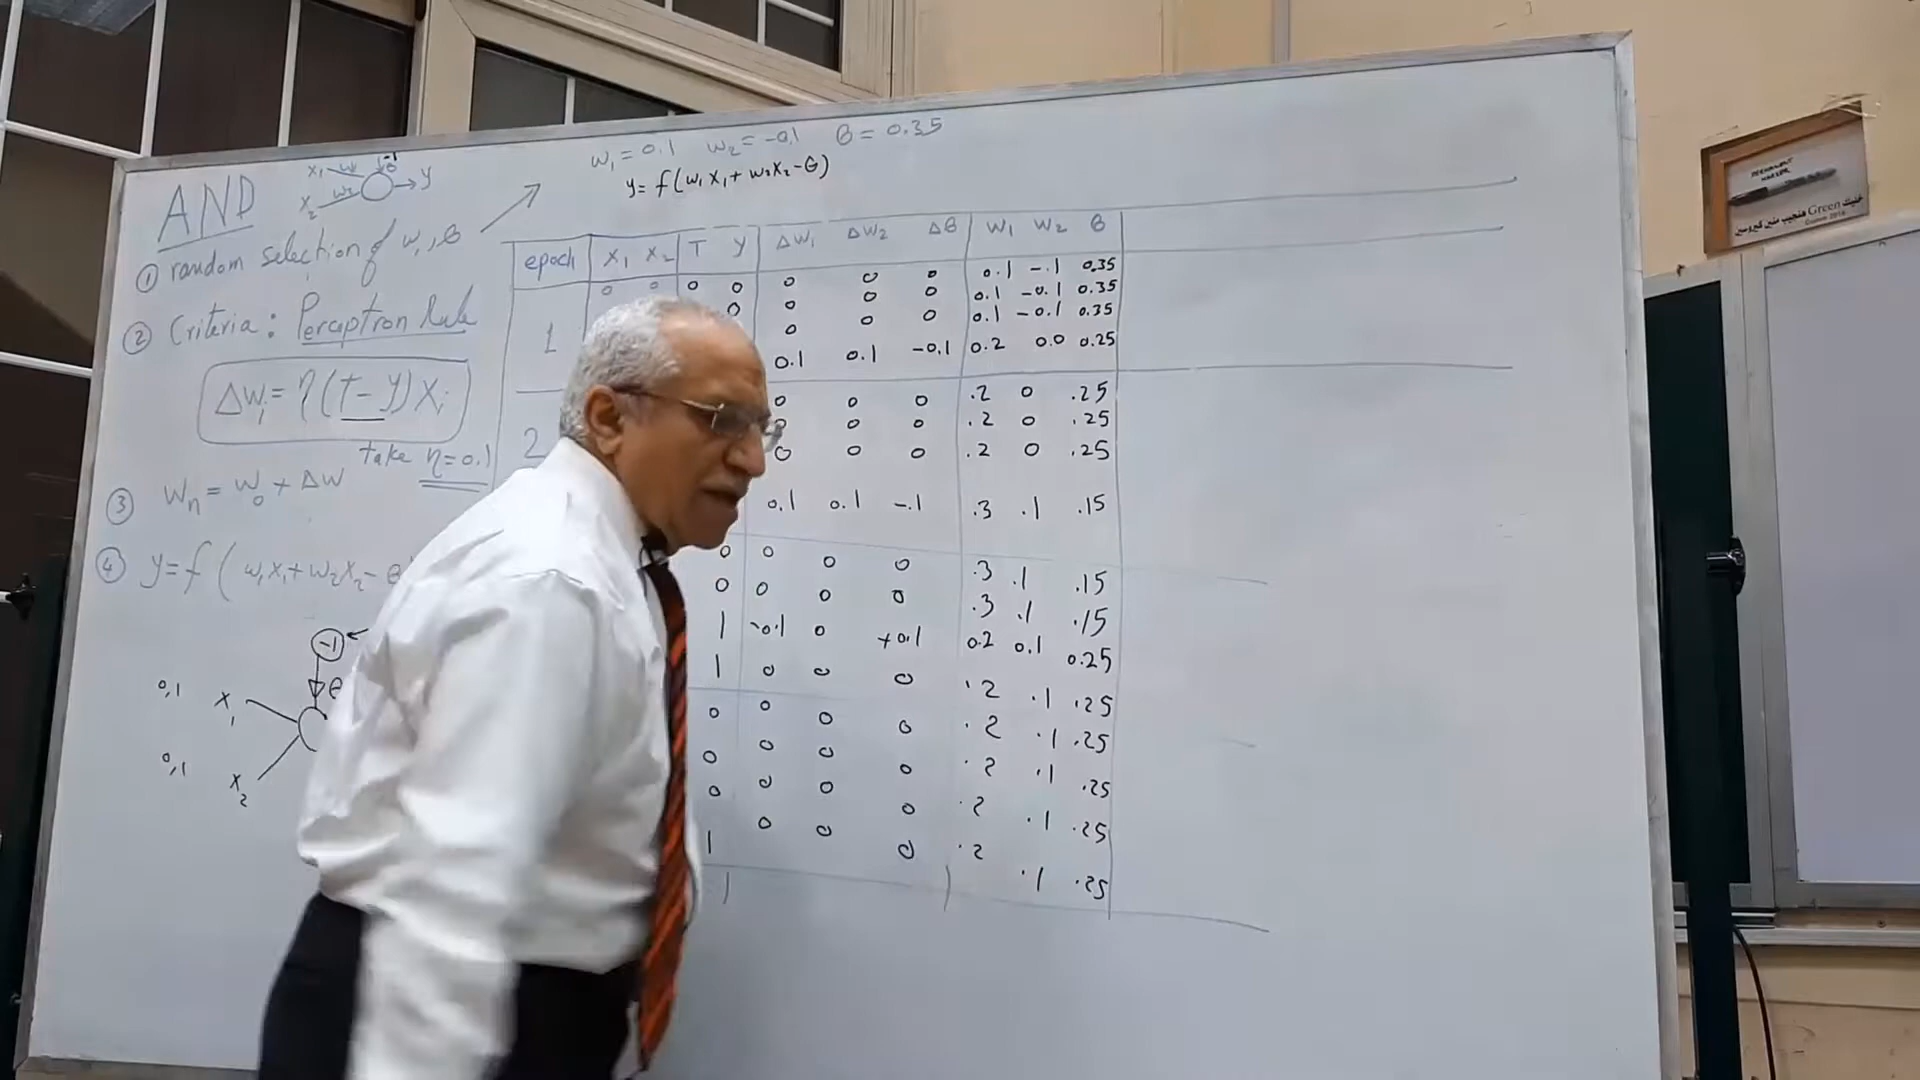 AND
x₁ w₁ -1 θ
x₂ w₂ y
① random selection of w, θ
② Criteria: Perceptron Rule
Δwᵢ = η(T-y)Xᵢ
take η=0.1
③ Wn = Wo + ΔW
④ y=f(w₁x₁+w₂x₂-θ
-1
θ
0,1 x₁
0,1 x₂
w₁ = 0.1 w₂ = -0.1 θ = 0.35
y= f(w₁x₁+w₂x₂-θ)
epoch x₁ x₂ T y Δw₁ Δw₂ Δθ w₁ w₂ θ
0 0 0 0 0 0 0 0.1 -.1 0.35
0 0 0 0 0.1 -0.1 0.35
1 0 0 0 0.1 -0.1 0.35
0.1 0.1 -0.1 0.2 0.0 0.25
0 0 0 .2 0 .25
2 0 0 0 .2 0 .25
0 0 0 .2 0 .25
0.1 0.1 -.1 .3 .1 .15
0 0 0 0 .3 .1 .15
0 0 0 0 .3 .1 .15
1 -0.1 0 +0.1 0.2 0.1 0.25
1 0 0 0 .2 .1 .25
0 0 0 0 .2 .1 .25
0 0 0 0 .2 .1 .25
0 0 0 0 .2 .1 .25
1 0 0 0 .2 .1 .25
PERMANENT
MARKER
Green